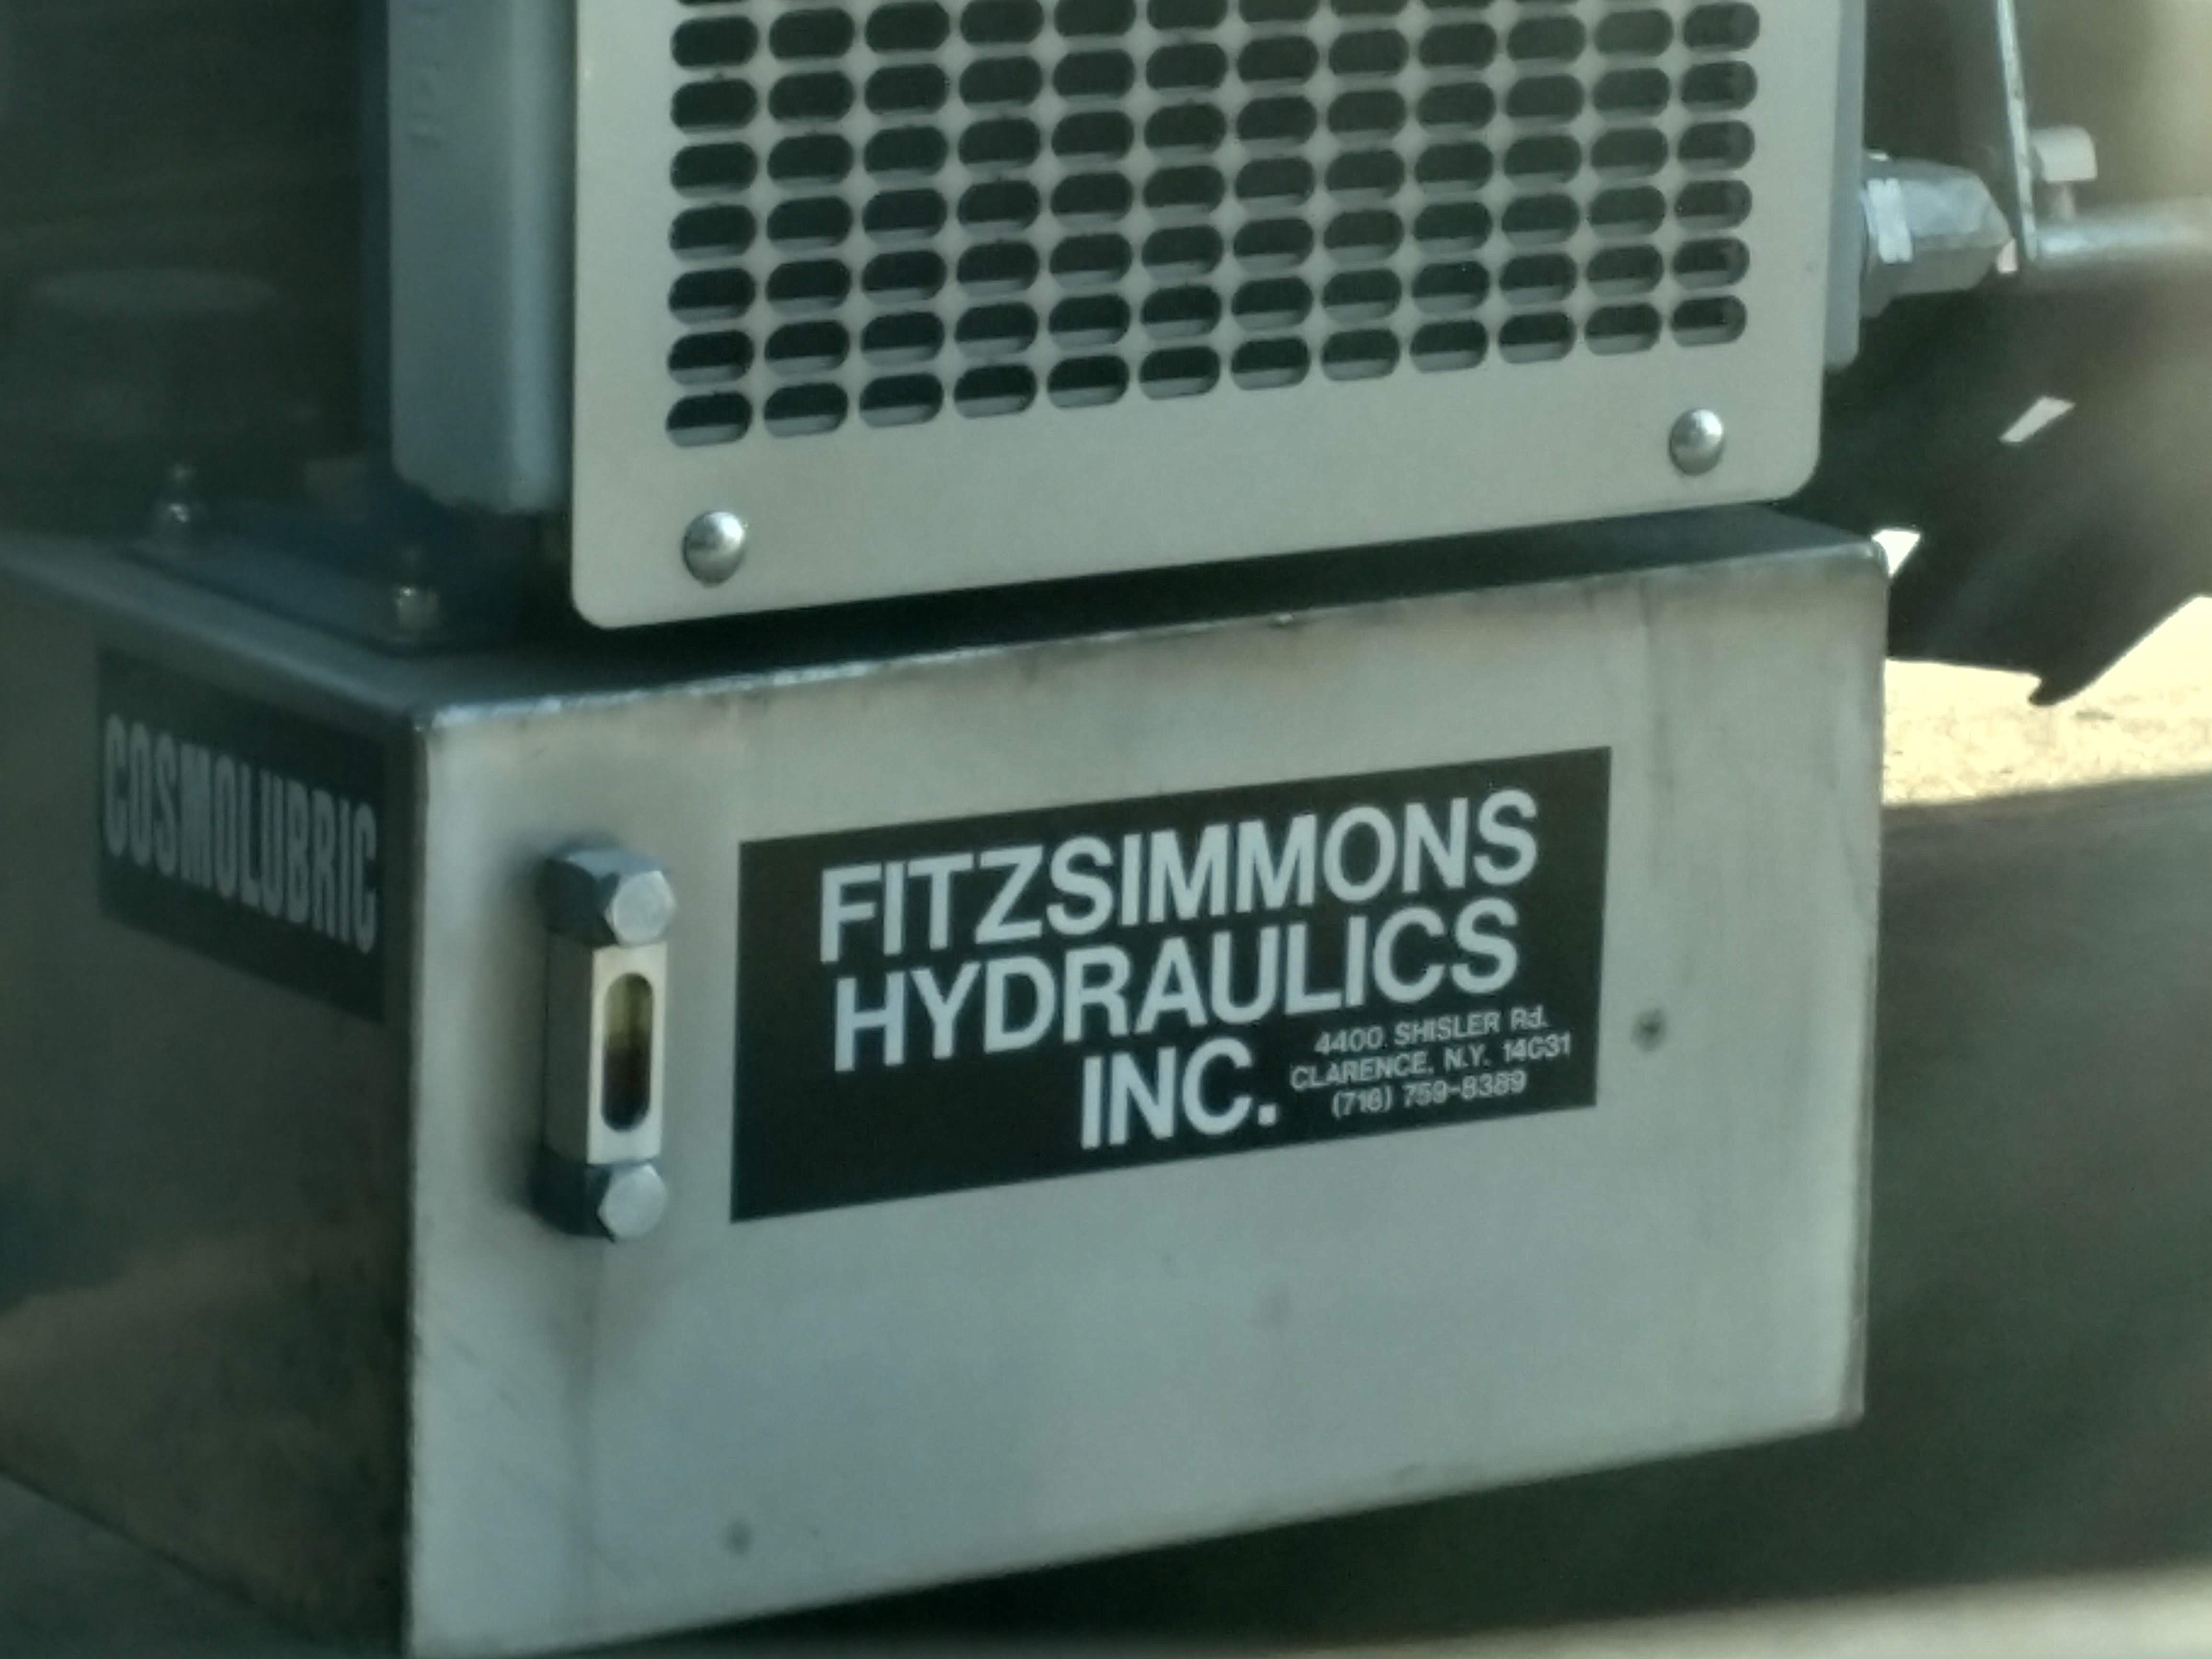 COSMOLUBRIC
FITZSIMMONS
HYDRAULICS
INC.
4400 SHISLER Rd.
CLARENCE, N.Y. 14031
(716) 759-8389